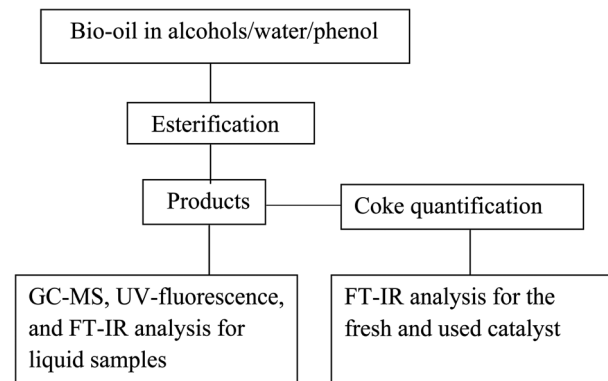 Bio-oil in alcohols/water/phenol
Esterification
Products
Coke quantification
GC-MS, UV-fluorescence,
and FT-IR analysis for
liquid samples
FT-IR analysis for the
fresh and used catalyst